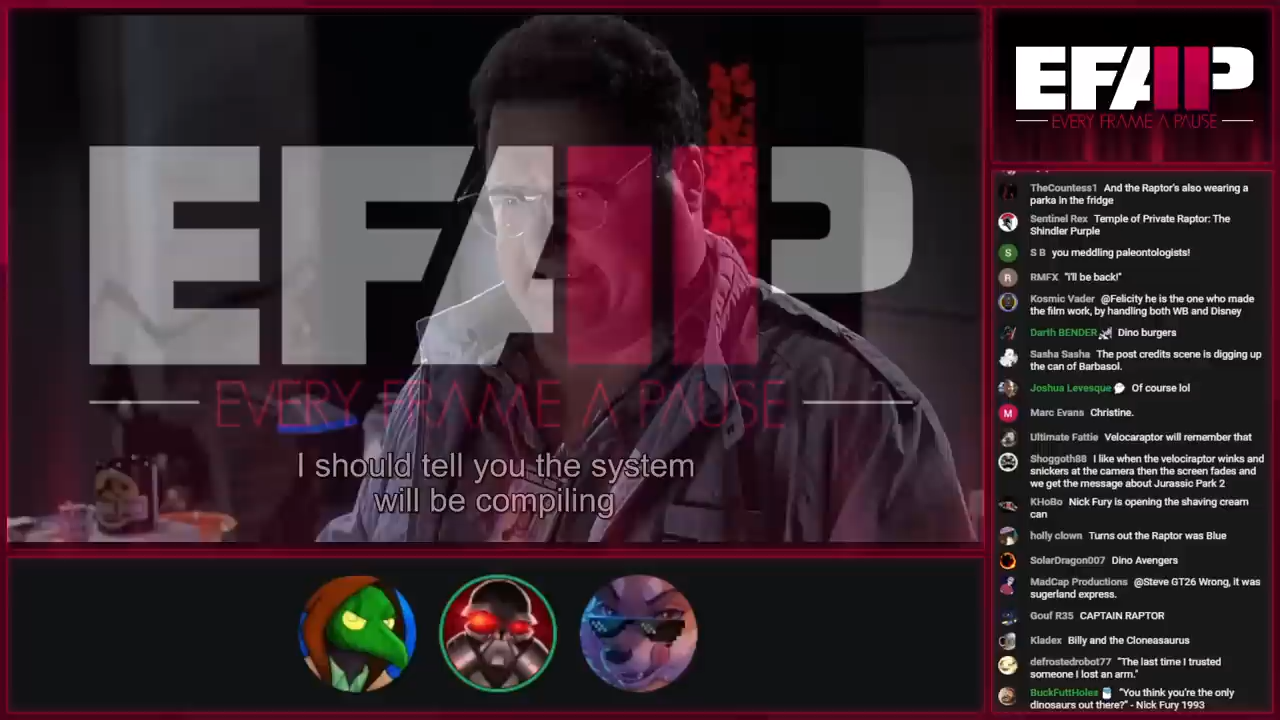 EFAP
EVERY FRAME A PAUSE
I should tell you the system
will be compiling
EFAP
EVERY FRAME A PAUSE
TheCountess1 And the Raptor's also wearing a
parka in the fridge
Sentinel Rex Temple of Private Raptor: The
Shindler Purple
S B you meddling paleontologists!
RMFX "I'll be back!"
Kosmic Vader @Felicity he is the one who made
the film work, by handling both WB and Disney
Darth BENDER Dino burgers
Sasha Sasha The post credits scene is digging up
the can of Barbasol.
Joshua Levesque Of course lol
Marc Evans Christine.
Ultimate Fattie Velocaraptor will remember that
Shoggoth88 I like when the velociraptor winks and
snickers at the camera then the screen fades and
we get the message about Jurassic Park 2
KHoBo Nick Fury is opening the shaving cream
can
holly clown Turns out the Raptor was Blue
SolarDragon007 Dino Avengers
MadCap Productions @Steve GT26 Wrong, it was
sugerland express.
Gouf R35 CAPTAIN RAPTOR
Kladex Billy and the Cloneasaurus
defrostedrobot77 "The last time I trusted
someone I lost an arm."
BuckFuttHolez "You think you're the only
dinosaurs out there?" - Nick Fury 1993